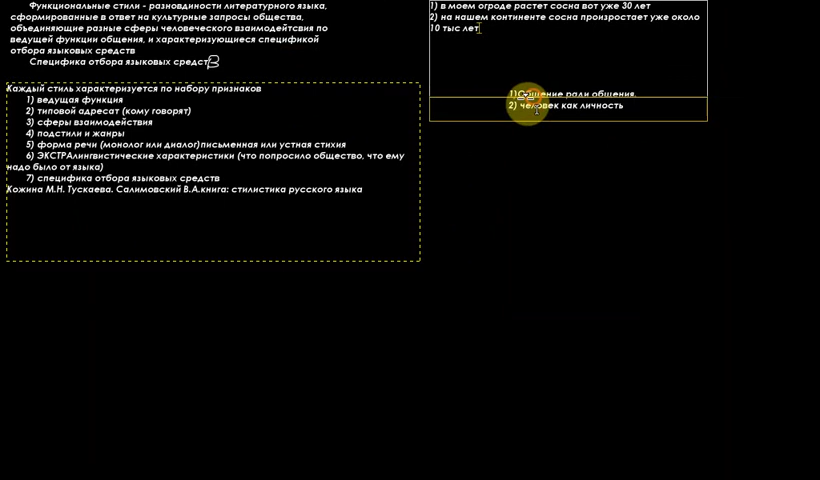 Функциональные стили - разновидности литературного языка,
сформированные в ответ на культурные запросы общества,
объединяющие разные сферы человеческого взаимодейтсвия по
ведущей функции общения, и характеризующиеся спецификой
отбора языковых средств
Специфика отбора языковых средств
Каждый стиль характеризуется по набору признаков
1) ведущая функция
2) типовой адресат (кому говорят)
3) сферы взаимодействия
4) подстили и жанры
5) форма речи (монолог или диалог)письменная или устная стихия
6) ЭКСТРАлингвистические характеристики (что попросило общество, что ему
надо было от языка)
7) специфика отбора языковых средств
Кожина М.Н. Тускаева. Салимовский В.А.книга: стилистика русского языка
1) в моем огроде растет сосна вот уже 30 лет
2) на нашем континенте сосна произростает уже около
10 тыс лет
1)Общение ради общения.
2) человек как личность